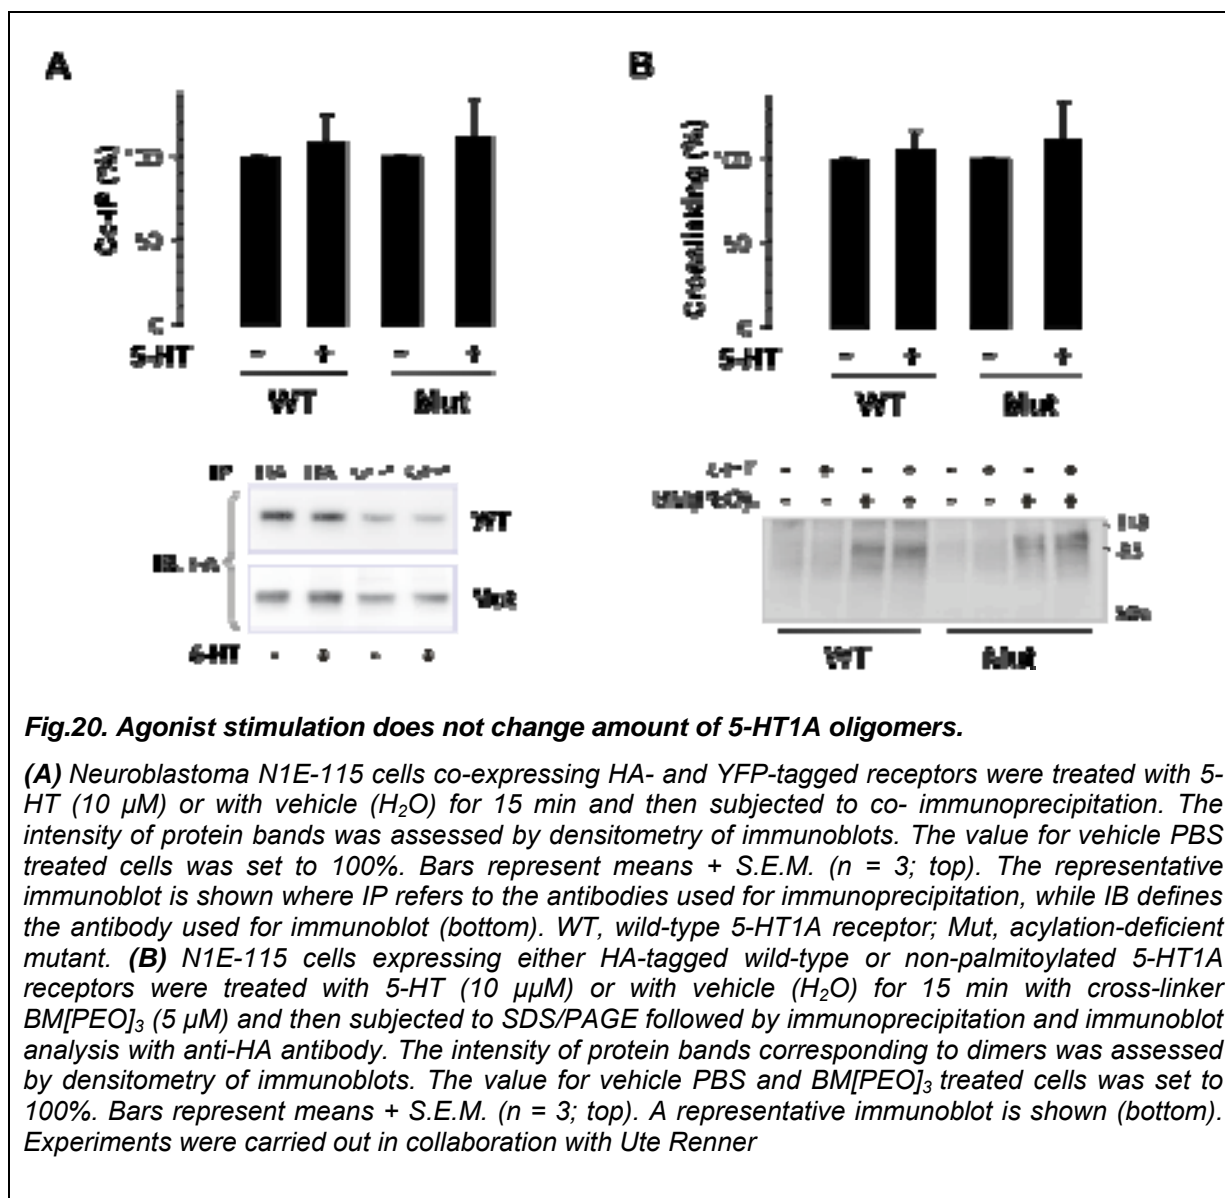 A
B
Co-IP (%)
100
50
0
5-HT - + - +
WT Mut
Crosslinking (%)
100
50
0
5-HT - + - +
WT Mut
IP HA HA
WT
Mut
5-HT - + - +
- + - + - + - +
- - + + - - + +
WT Mut
Fig.20. Agonist stimulation does not change amount of 5-HT1A oligomers.
(A) Neuroblastoma N1E-115 cells co-expressing HA- and YFP-tagged receptors were treated with 5-
HT (10 µM) or with vehicle (H₂O) for 15 min and then subjected to co- immunoprecipitation. The
intensity of protein bands was assessed by densitometry of immunoblots. The value for vehicle PBS
treated cells was set to 100%. Bars represent means + S.E.M. (n = 3; top). The representative
immunoblot is shown where IP refers to the antibodies used for immunoprecipitation, while IB defines
the antibody used for immunoblot (bottom). WT, wild-type 5-HT1A receptor; Mut, acylation-deficient
mutant. (B) N1E-115 cells expressing either HA-tagged wild-type or non-palmitoylated 5-HT1A
receptors were treated with 5-HT (10 µµM) or with vehicle (H₂O) for 15 min with cross-linker
BM[PEO]₃ (5 µM) and then subjected to SDS/PAGE followed by immunoprecipitation and immunoblot
analysis with anti-HA antibody. The intensity of protein bands corresponding to dimers was assessed
by densitometry of immunoblots. The value for vehicle PBS and BM[PEO]₃ treated cells was set to
100%. Bars represent means + S.E.M. (n = 3; top). A representative immunoblot is shown (bottom).
Experiments were carried out in collaboration with Ute Renner